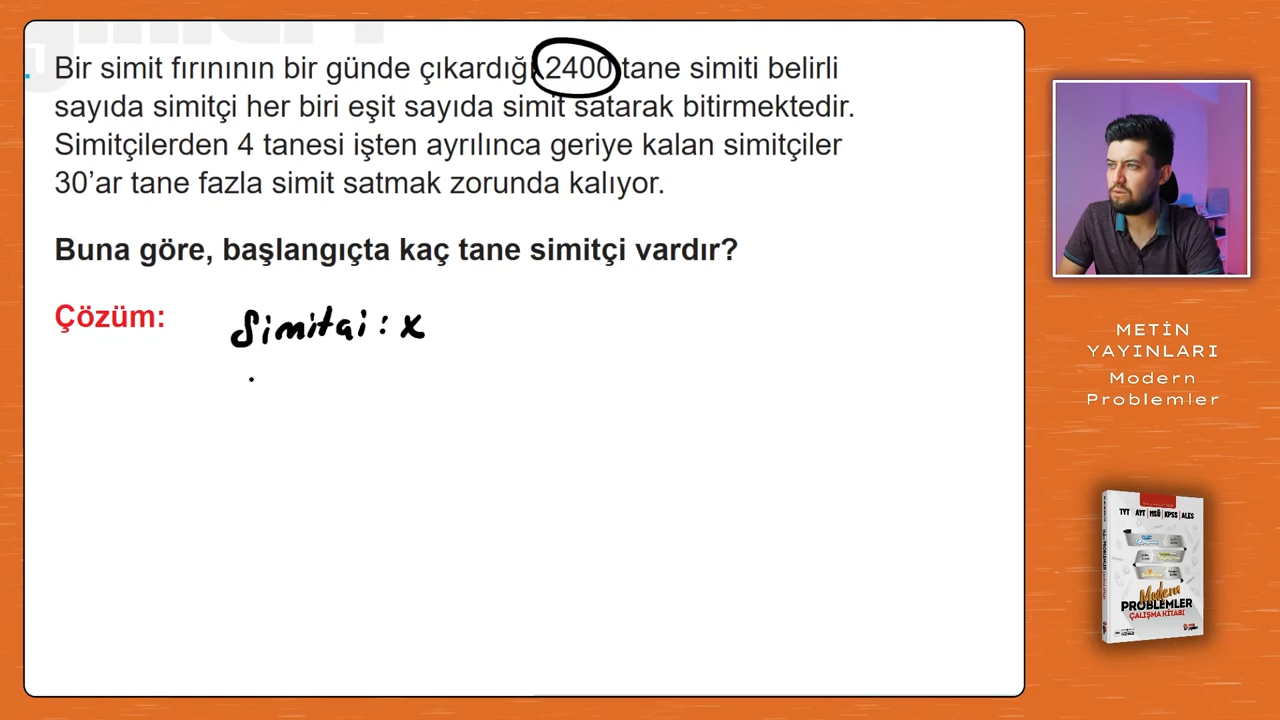 Bir simit fırınının bir günde çıkardığı 2400 tane simiti belirli
sayıda simitçi her biri eşit sayıda simit satarak bitirmektedir.
Simitçilerden 4 tanesi işten ayrılınca geriye kalan simitçiler
30’ar tane fazla simit satmak zorunda kalıyor.
Buna göre, başlangıçta kaç tane simitçi vardır?
Çözüm:
Simitçi : x
METİN
YAYINLARI
Modern
Problemler
TYT AYT MSÜ KPSS ALES
Modern
PROBLEMLER
ÇALIŞMA KİTABI